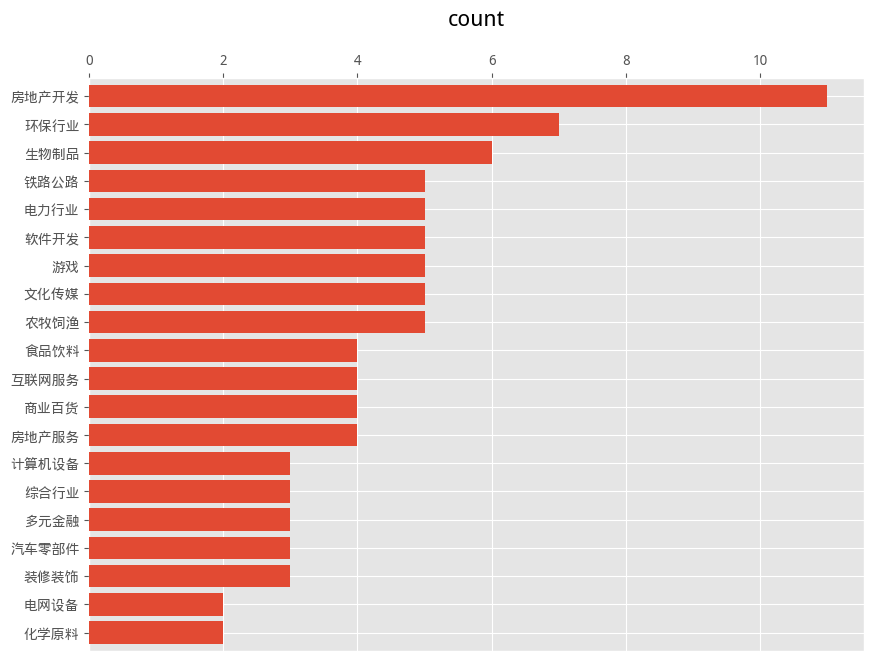 count
0 2 4 6 8 10
房地产开发
环保行业
生物制品
铁路公路
电力行业
软件开发
游戏
文化传媒
农牧饲渔
食品饮料
互联网服务
商业百货
房地产服务
计算机设备
综合行业
多元金融
汽车零部件
装修装饰
电网设备
化学原料